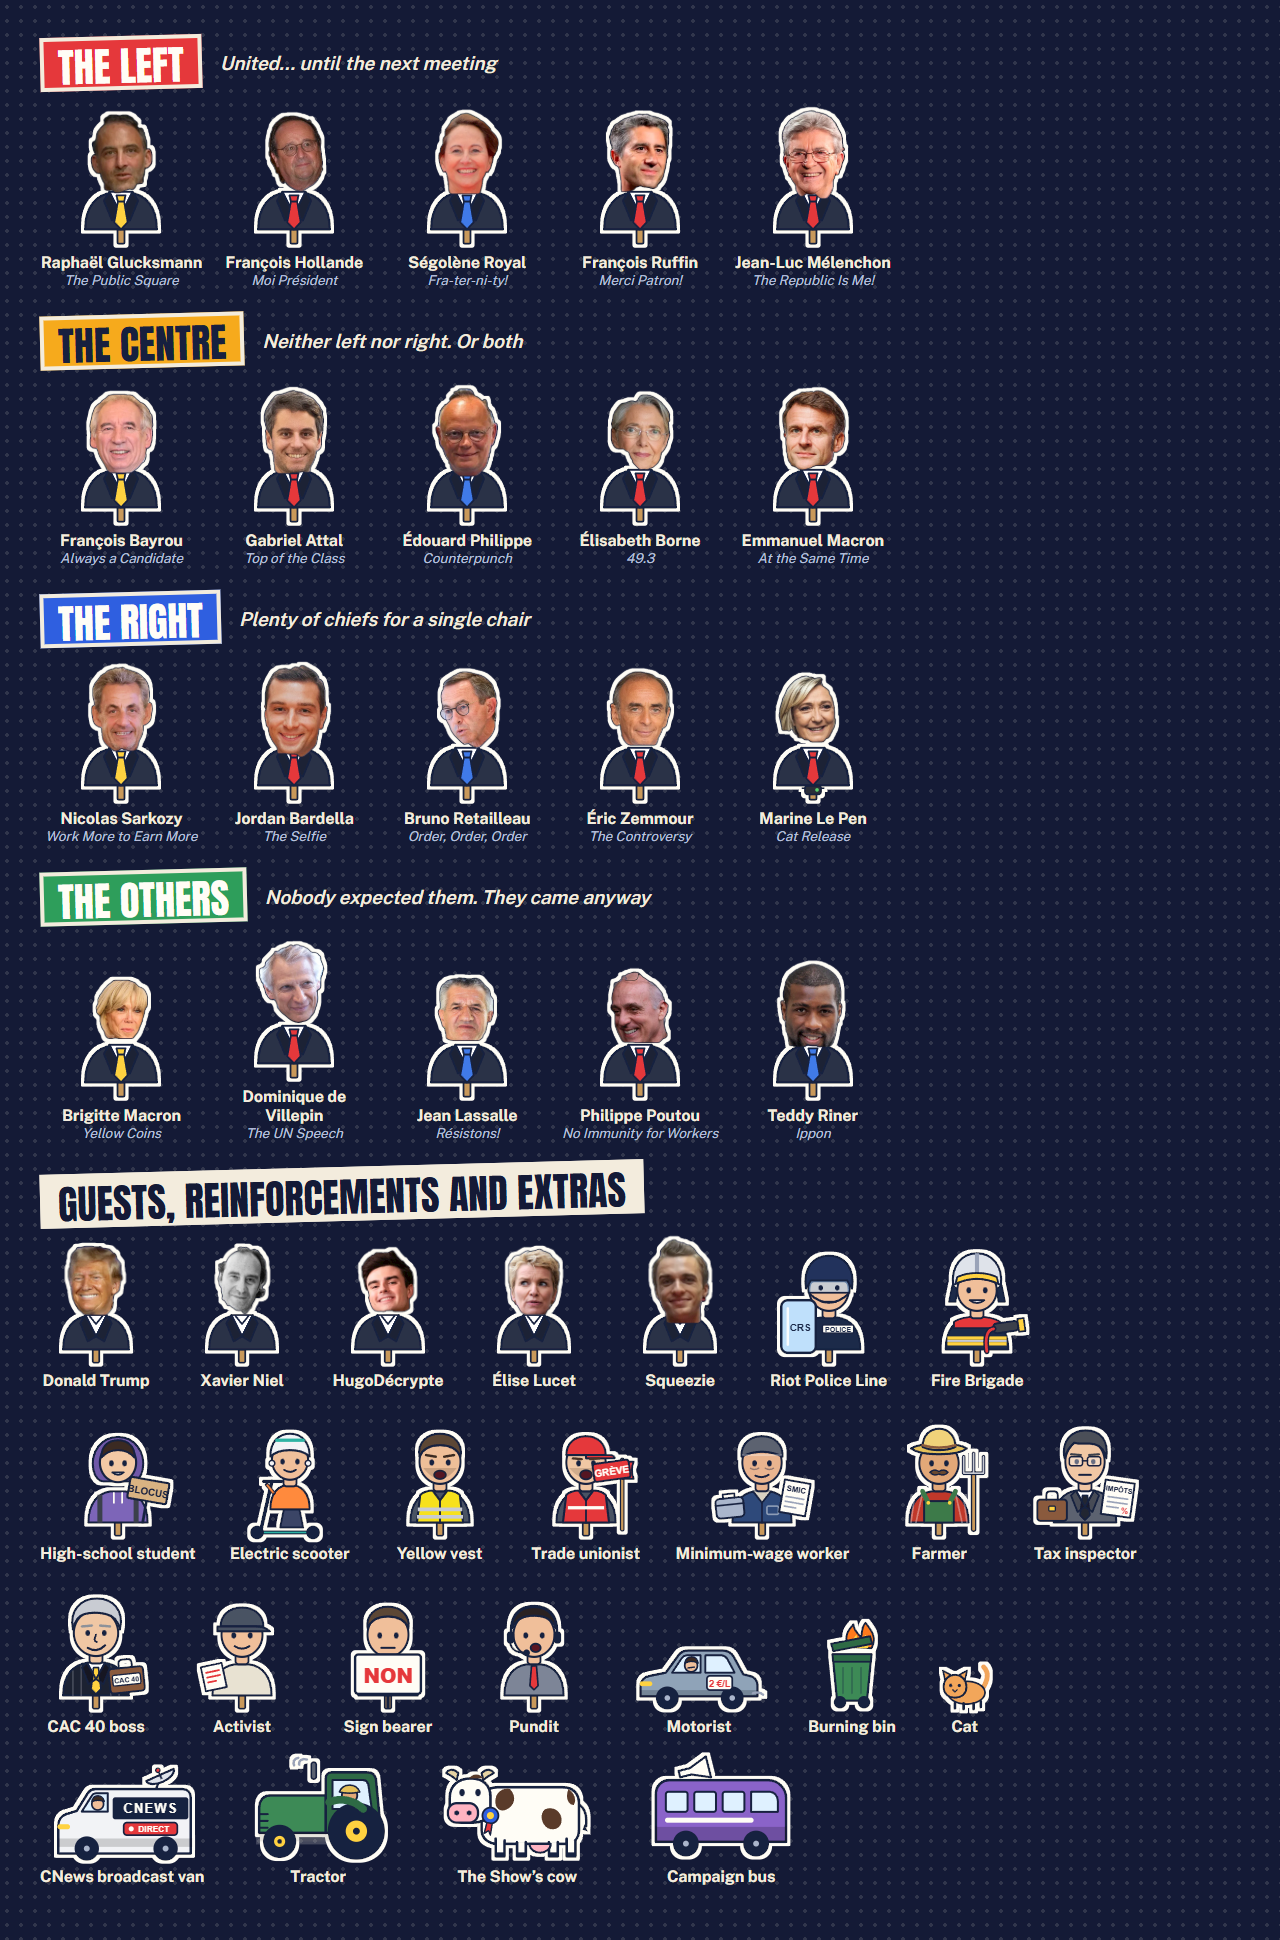 THE LEFT
United... until the next meeting
Raphaël Glucksmann
The Public Square
François Hollande
Moi Président
Ségolène Royal
Fra-ter-ni-ty!
François Ruffin
Merci Patron!
Jean-Luc Mélenchon
The Republic Is Me!
THE CENTRE
Neither left nor right. Or both
François Bayrou
Always a Candidate
Gabriel Attal
Top of the Class
Édouard Philippe
Counterpunch
Élisabeth Borne
49.3
Emmanuel Macron
At the Same Time
THE RIGHT
Plenty of chiefs for a single chair
Nicolas Sarkozy
Work More to Earn More
Jordan Bardella
The Selfie
Bruno Retailleau
Order, Order, Order
Éric Zemmour
The Controversy
Marine Le Pen
Cat Release
THE OTHERS
Nobody expected them. They came anyway
Brigitte Macron
Yellow Coins
Dominique de
Villepin
The UN Speech
Jean Lassalle
Résistons!
Philippe Poutou
No Immunity for Workers
Teddy Riner
Ippon
GUESTS, REINFORCEMENTS AND EXTRAS
Donald Trump
Xavier Niel
HugoDécrypte
Élise Lucet
Squeezie
CRS
POLICE
Riot Police Line
Fire Brigade
BLOCUS
High-school student
Electric scooter
Yellow vest
GRÈVE
Trade unionist
SMIC
Minimum-wage worker
Farmer
IMPÔTS
%
Tax inspector
CAC 40
CAC 40 boss
Activist
NON
Sign bearer
Pundit
2 €/L
Motorist
Burning bin
Cat
CNEWS
DIRECT
CNews broadcast van
Tractor
The Show's cow
Campaign bus